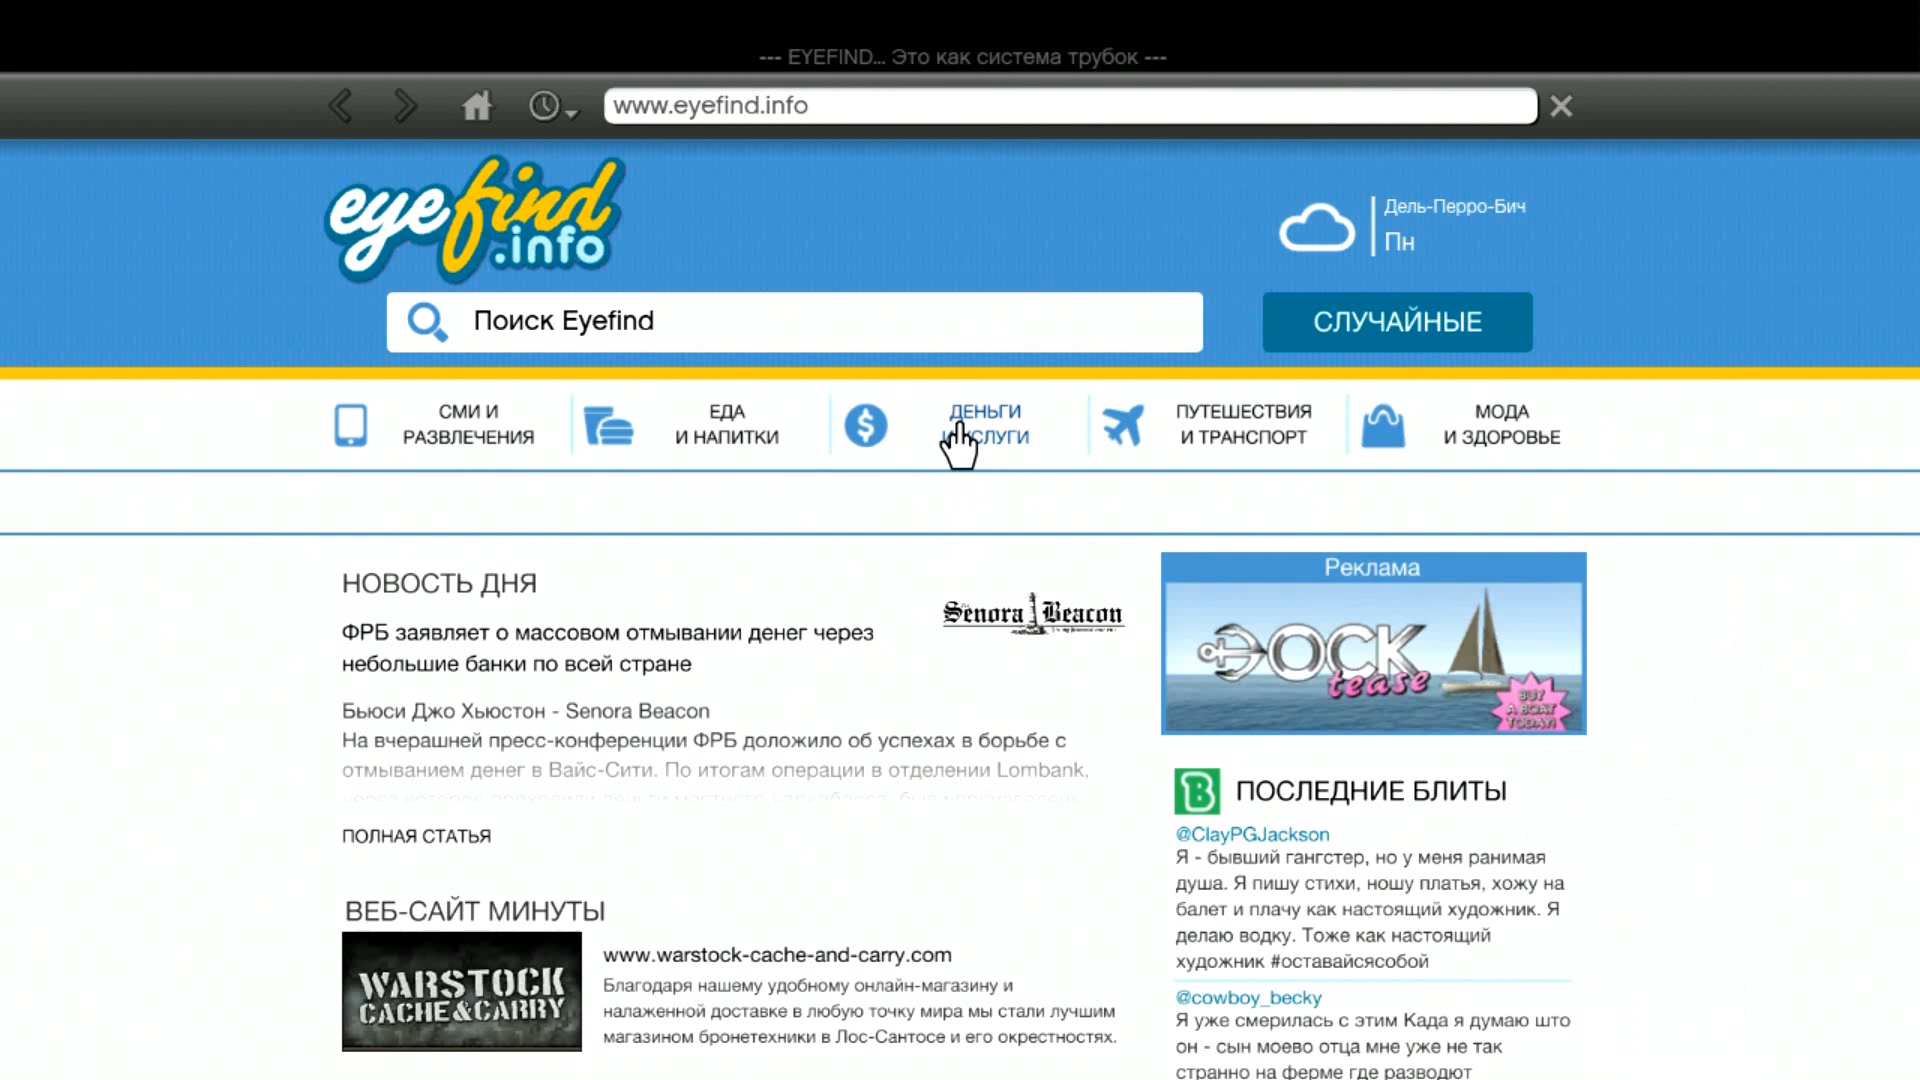 --- EYEFIND... Это как система трубок ---
www.eyefind.info
eyefind
.info
Дель-Перро-Бич
Пн
Поиск Eyefind
СЛУЧАЙНЫЕ
СМИ И
РАЗВЛЕЧЕНИЯ
ЕДА
И НАПИТКИ
ДЕНЬГИ
И УСЛУГИ
ПУТЕШЕСТВИЯ
И ТРАНСПОРТ
МОДА
И ЗДОРОВЬЕ
НОВОСТЬ ДНЯ
Senora Beacon
ФРБ заявляет о массовом отмывании денег через
небольшие банки по всей стране
Бьюси Джо Хьюстон - Senora Beacon
На вчерашней пресс-конференции ФРБ доложило об успехах в борьбе с
отмыванием денег в Вайс-Сити. По итогам операции в отделении Lombank,
ПОЛНАЯ СТАТЬЯ
ВЕБ-САЙТ МИНУТЫ
WARSTOCK
CACHE&CARRY
www.warstock-cache-and-carry.com
Благодаря нашему удобному онлайн-магазину и
налаженной доставке в любую точку мира мы стали лучшим
магазином бронетехники в Лос-Сантосе и его окрестностях.
Реклама
DOCK
tease
BUY
A BOAT
TODAY!
ПОСЛЕДНИЕ БЛИТЫ
@ClayPGJackson
Я - бывший гангстер, но у меня ранимая
душа. Я пишу стихи, ношу платья, хожу на
балет и плачу как настоящий художник. Я
делаю водку. Тоже как настоящий
художник #оставайсясобой
@cowboy_becky
Я уже смерилась с этим Када я думаю што
он - сын моево отца мне уже не так
странно на ферме где разводют